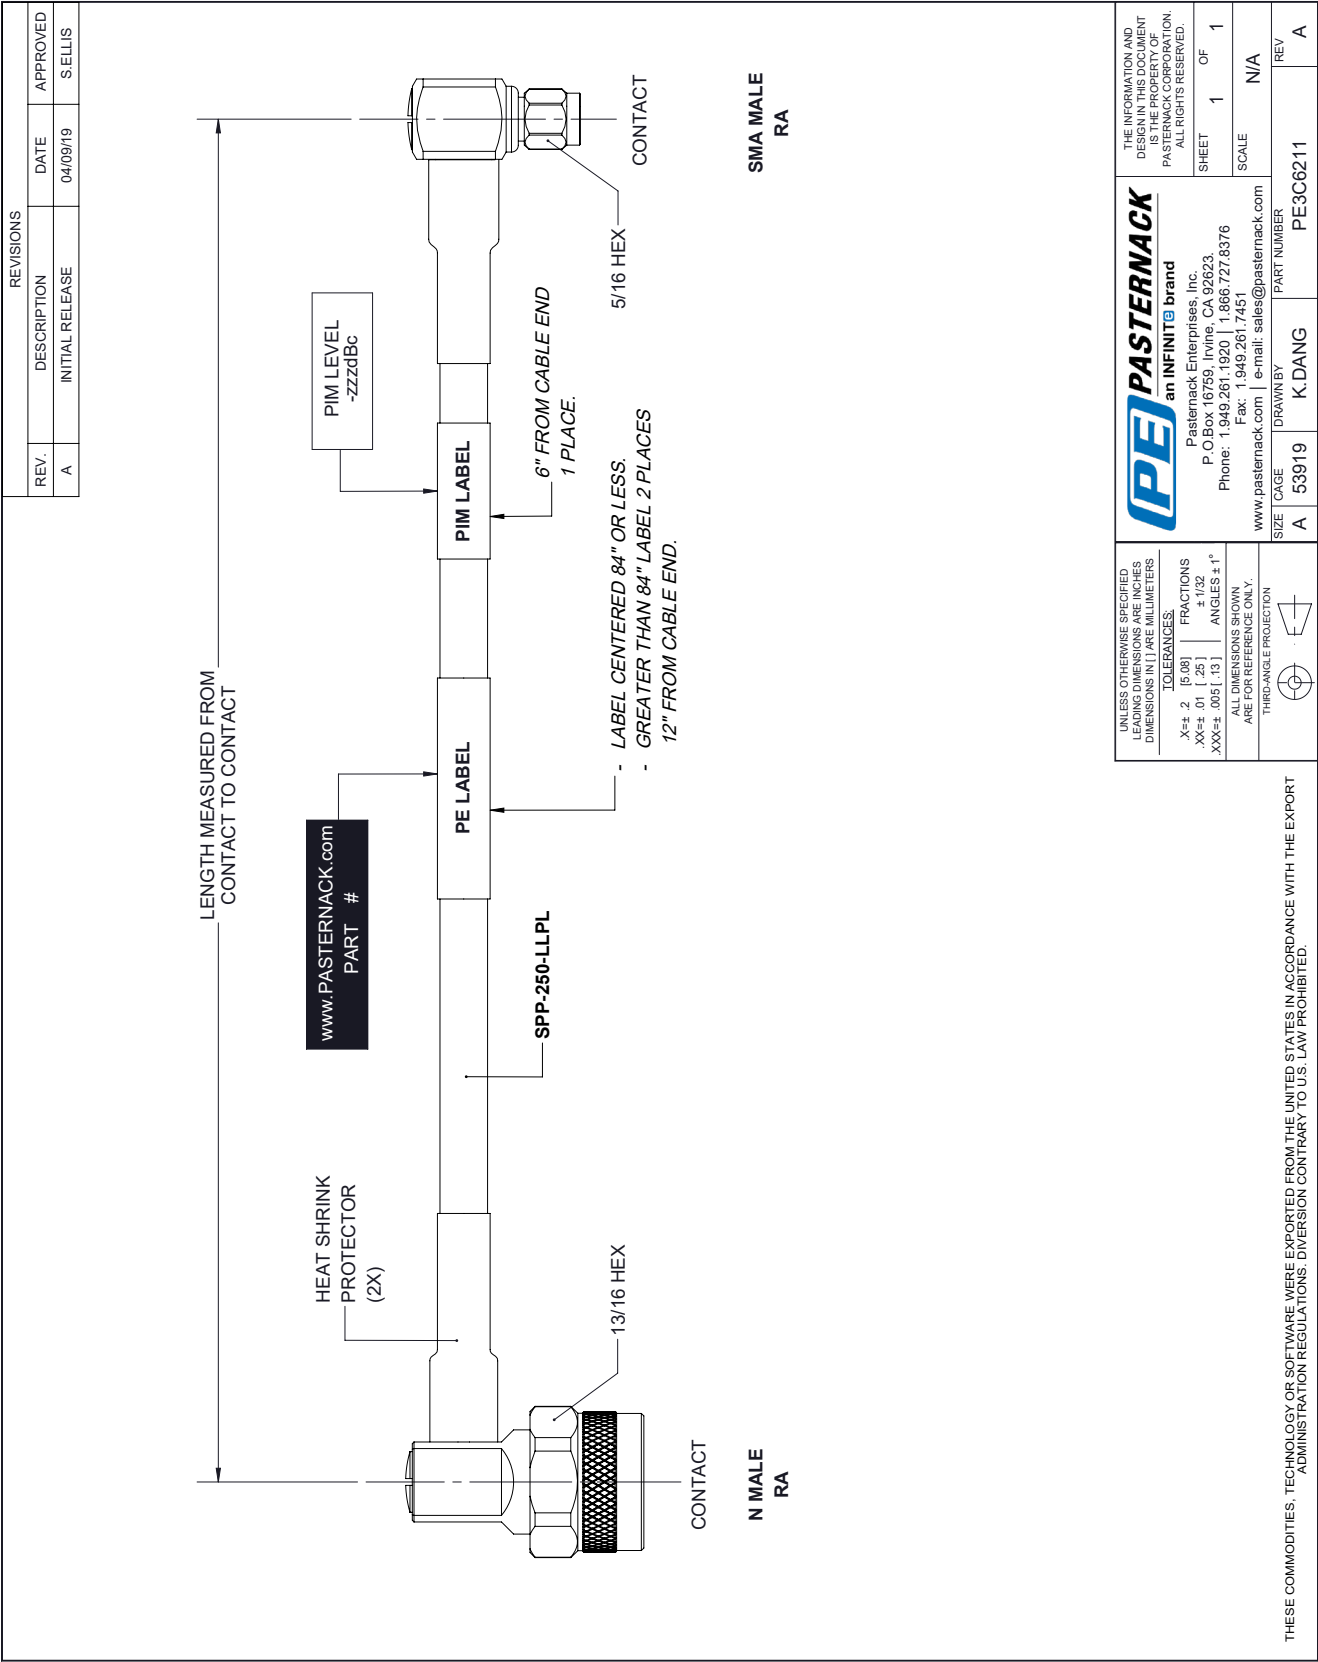 REVISIONS
REV. DESCRIPTION DATE APPROVED
A INITIAL RELEASE 04/09/19 S.ELLIS
LENGTH MEASURED FROM
CONTACT TO CONTACT
HEAT SHRINK
PROTECTOR
(2X)
www.PASTERNACK.com
PART #
PIM LEVEL
-zzzdBc
PE LABEL
PIM LABEL
SPP-250-LLPL
6" FROM CABLE END
1 PLACE.
- LABEL CENTERED 84" OR LESS.
- GREATER THAN 84" LABEL 2 PLACES
12" FROM CABLE END.
13/16 HEX
5/16 HEX
CONTACT
CONTACT
N MALE
RA
SMA MALE
RA
THESE COMMODITIES, TECHNOLOGY OR SOFTWARE WERE EXPORTED FROM THE UNITED STATES IN ACCORDANCE WITH THE EXPORT
ADMINISTRATION REGULATIONS. DIVERSION CONTRARY TO U.S. LAW PROHIBITED.
UNLESS OTHERWISE SPECIFIED
LEADING DIMENSIONS ARE INCHES
DIMENSIONS IN [ ] ARE MILLIMETERS
TOLERANCES:
.X=± .2 [5.08] FRACTIONS
.XX=± .01 [ .25 ] ± 1/32
.XXX=± .005 [ .13 ] ANGLES ± 1°
ALL DIMENSIONS SHOWN
ARE FOR REFERENCE ONLY.
THIRD-ANGLE PROJECTION
PE PASTERNACK
an INFINITe brand
Pasternack Enterprises, Inc.
P.O.Box 16759, Irvine, CA 92623.
Phone: 1.949.261.1920 | 1.866.727.8376
Fax: 1.949.261.7451
www.pasternack.com | e-mail: sales@pasternack.com
THE INFORMATION AND
DESIGN IN THIS DOCUMENT
IS THE PROPERTY OF
PASTERNACK CORPORATION.
ALL RIGHTS RESERVED.
SHEET 1 OF 1
SCALE N/A
SIZE A
CAGE 53919
DRAWN BY K.DANG
PART NUMBER PE3C6211
REV A